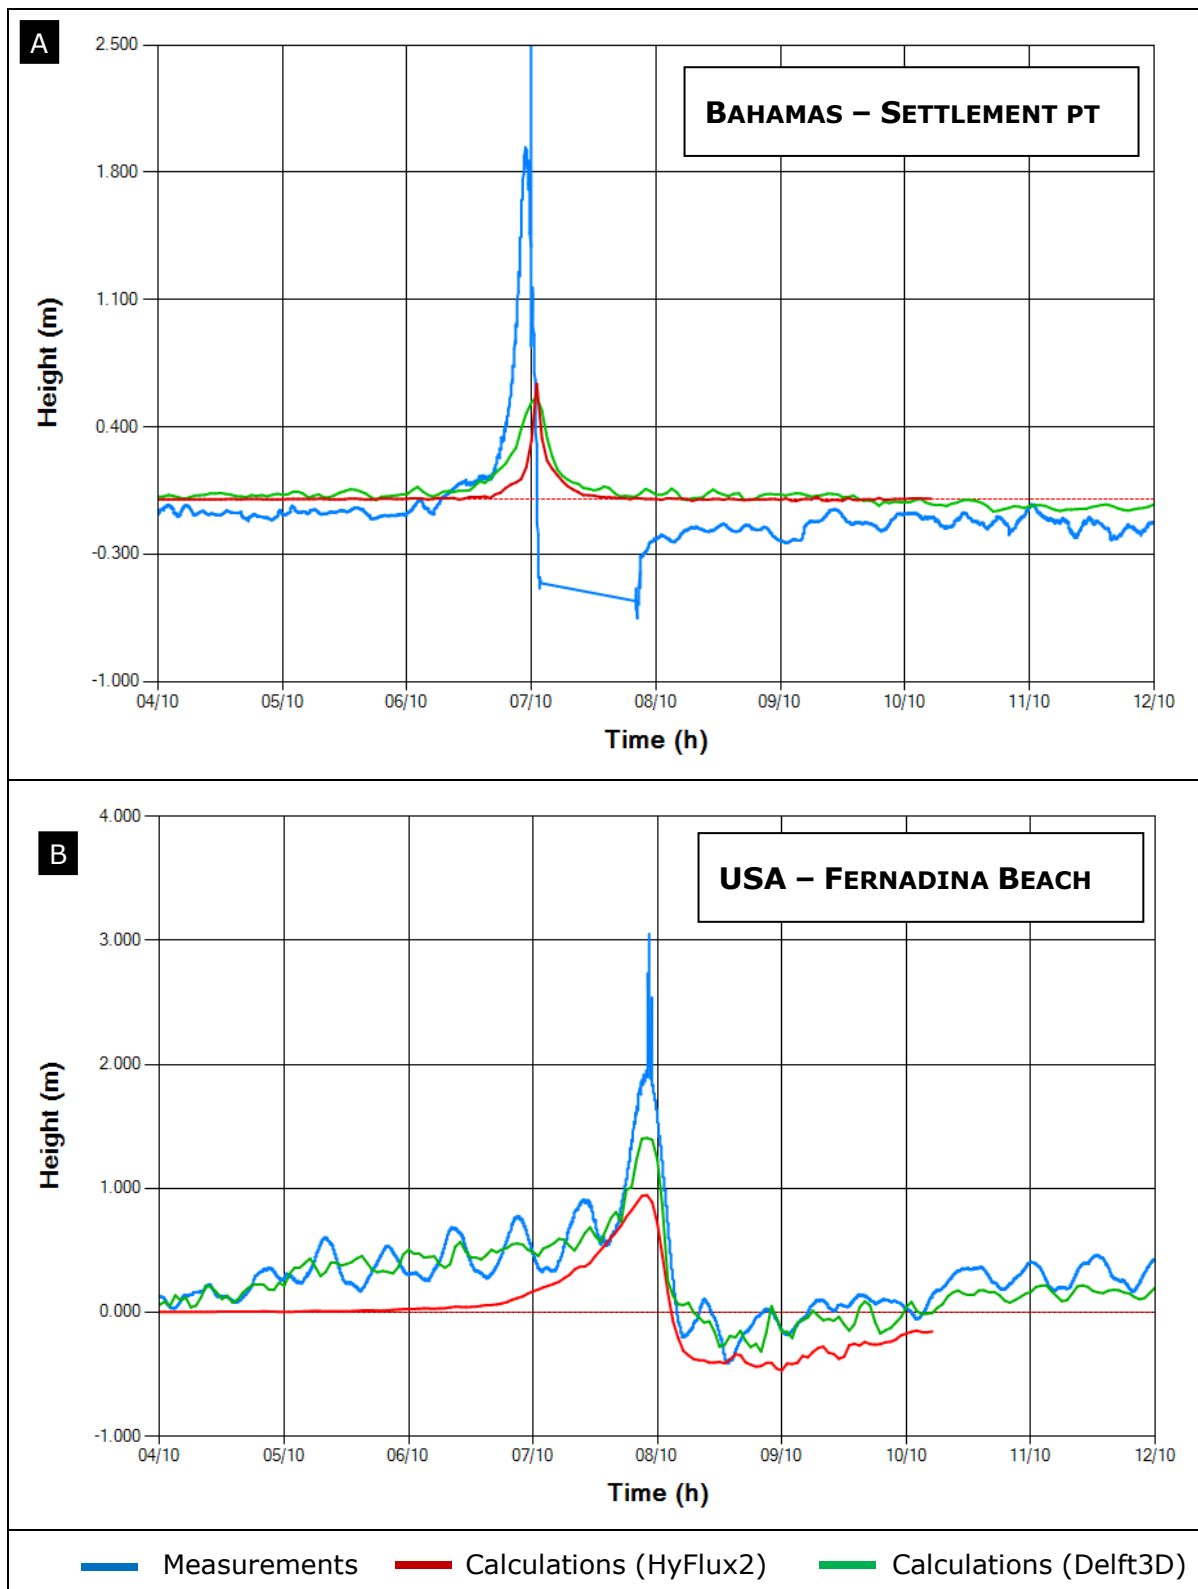 A
BAHAMAS – SETTLEMENT PT
2.500
1.800
1.100
0.400
-0.300
-1.000
Height (m)
04/10 05/10 06/10 07/10 08/10 09/10 10/10 11/10 12/10
Time (h)
B
USA – FERNADINA BEACH
4.000
3.000
2.000
1.000
0.000
-1.000
Height (m)
04/10 05/10 06/10 07/10 08/10 09/10 10/10 11/10 12/10
Time (h)
Measurements Calculations (HyFlux2) Calculations (Delft3D)